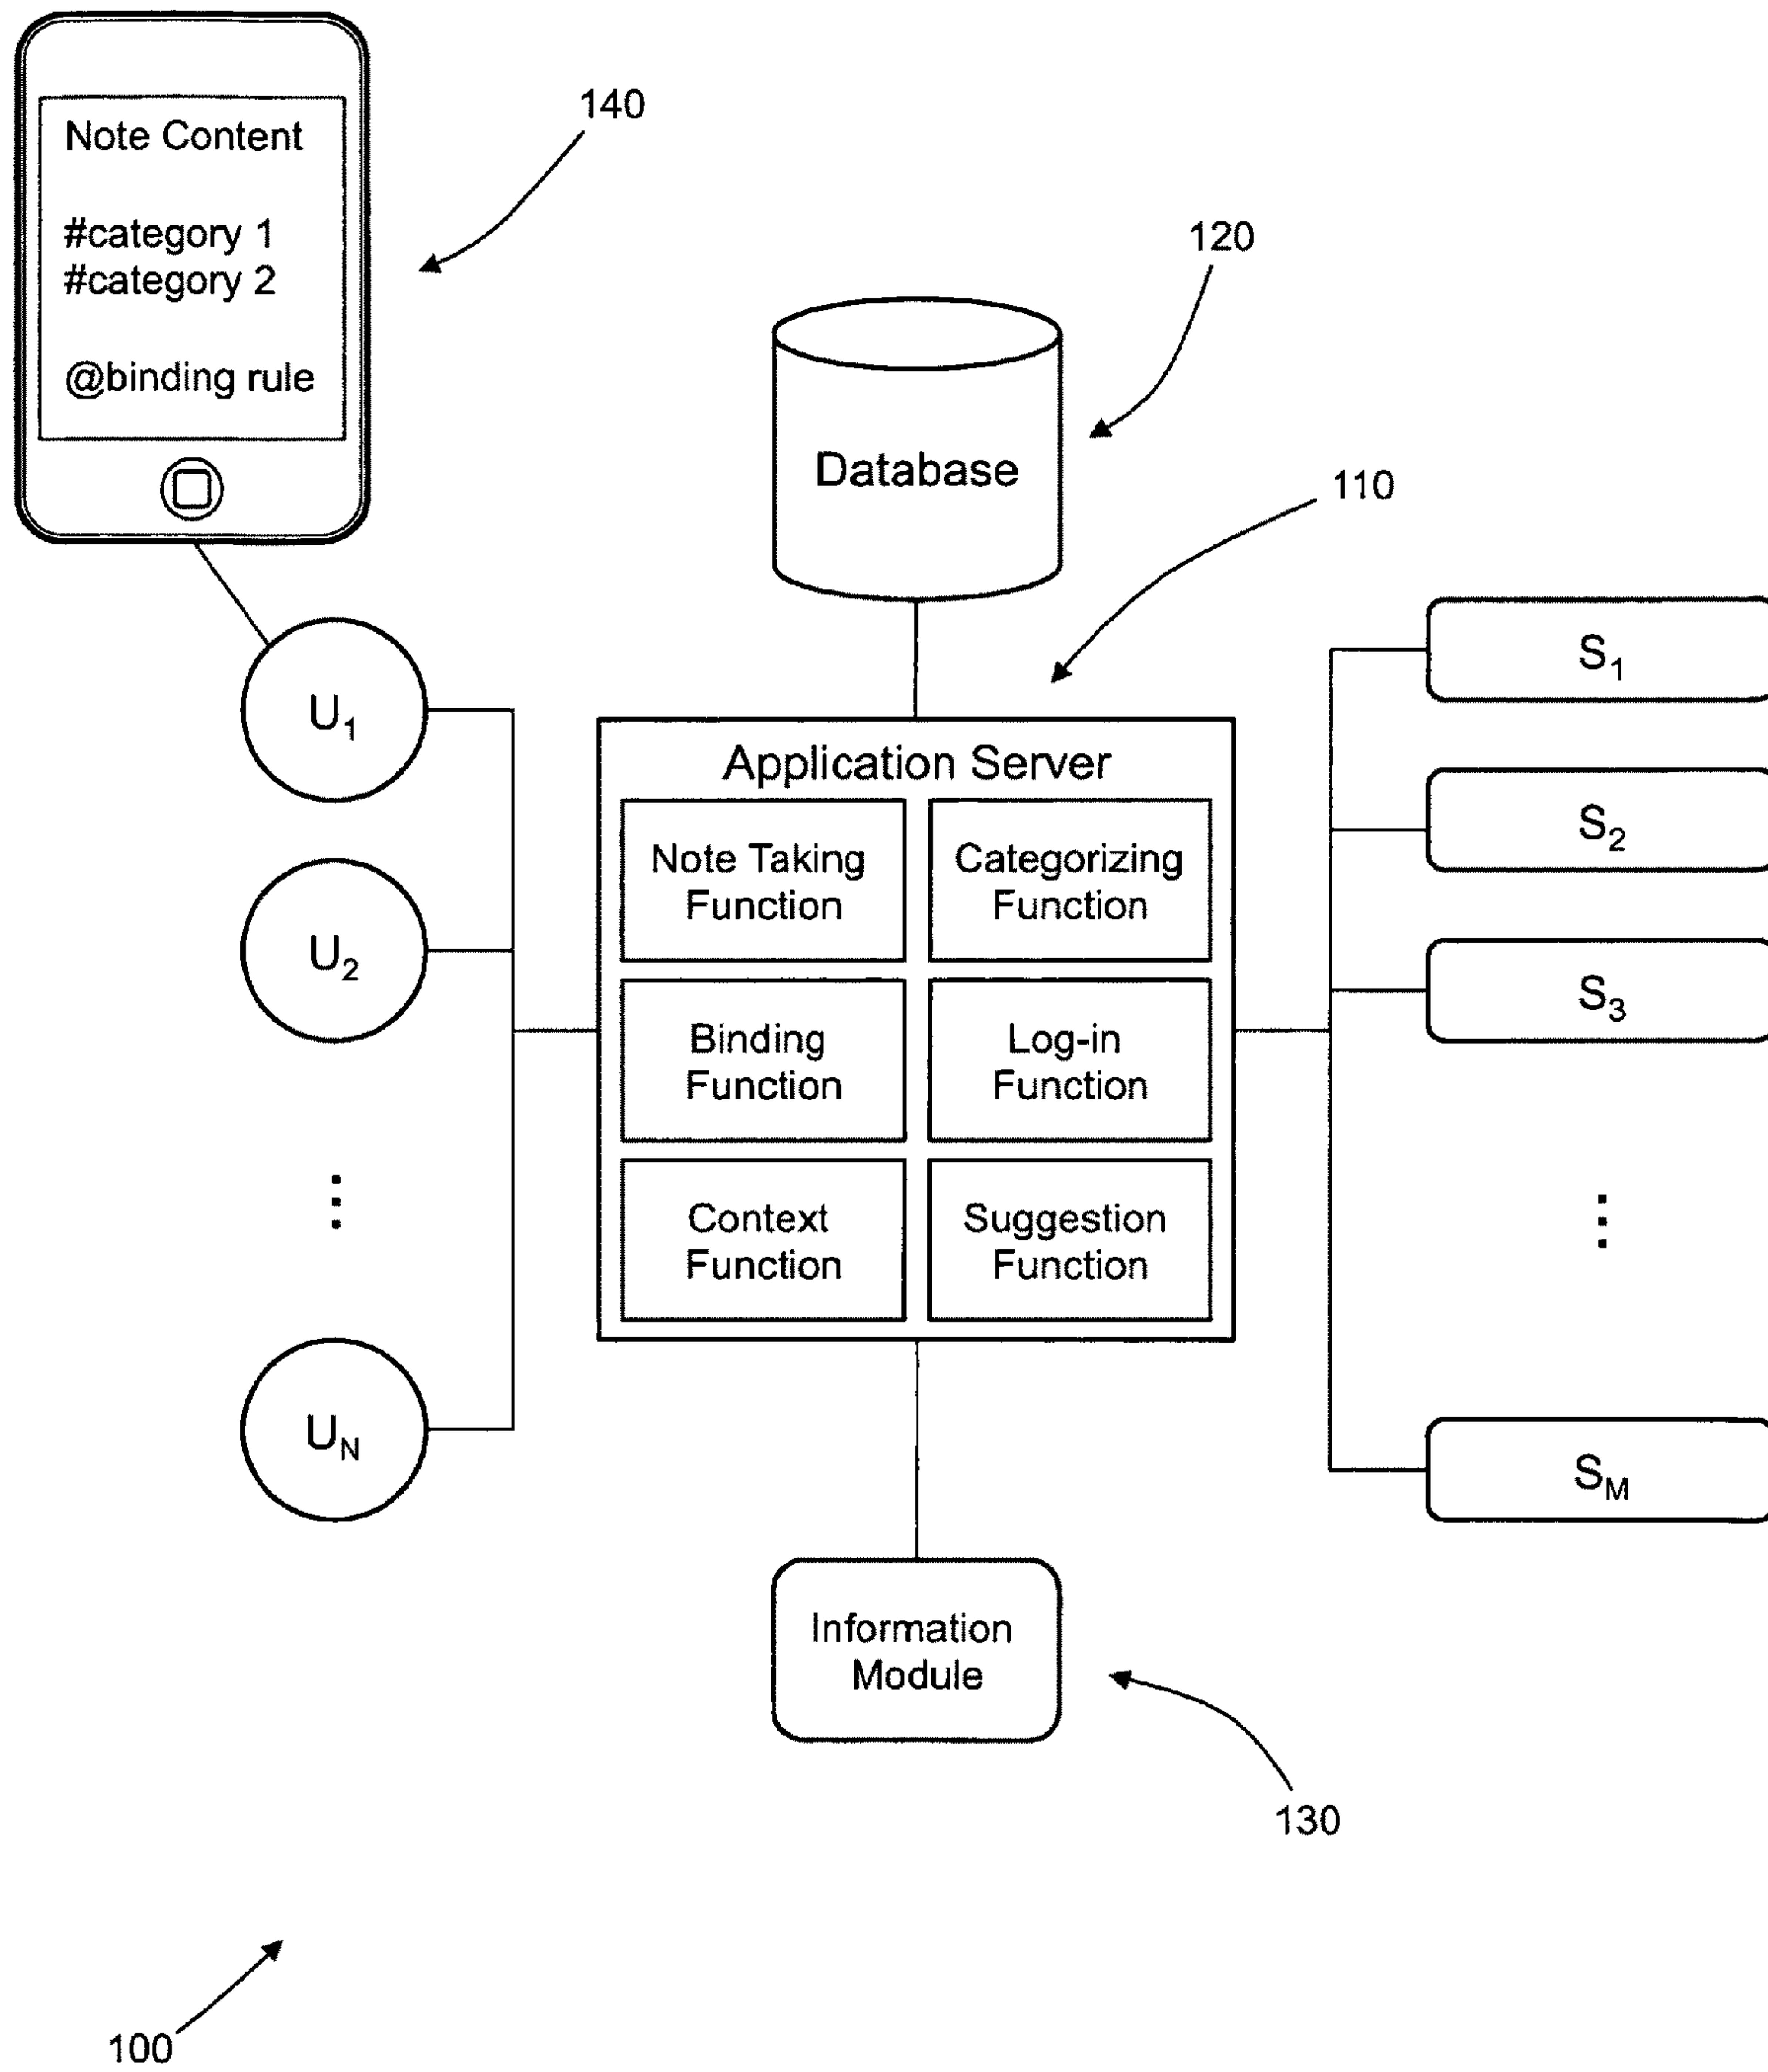 Note Content
#category 1
#category 2
@binding rule
140
120
Database
110
U1
U2
⋮
UN
Application Server
Note Taking
Function
Categorizing
Function
Binding
Function
Log-in
Function
Context
Function
Suggestion
Function
S1
S2
S3
⋮
SM
Information
Module
130
100